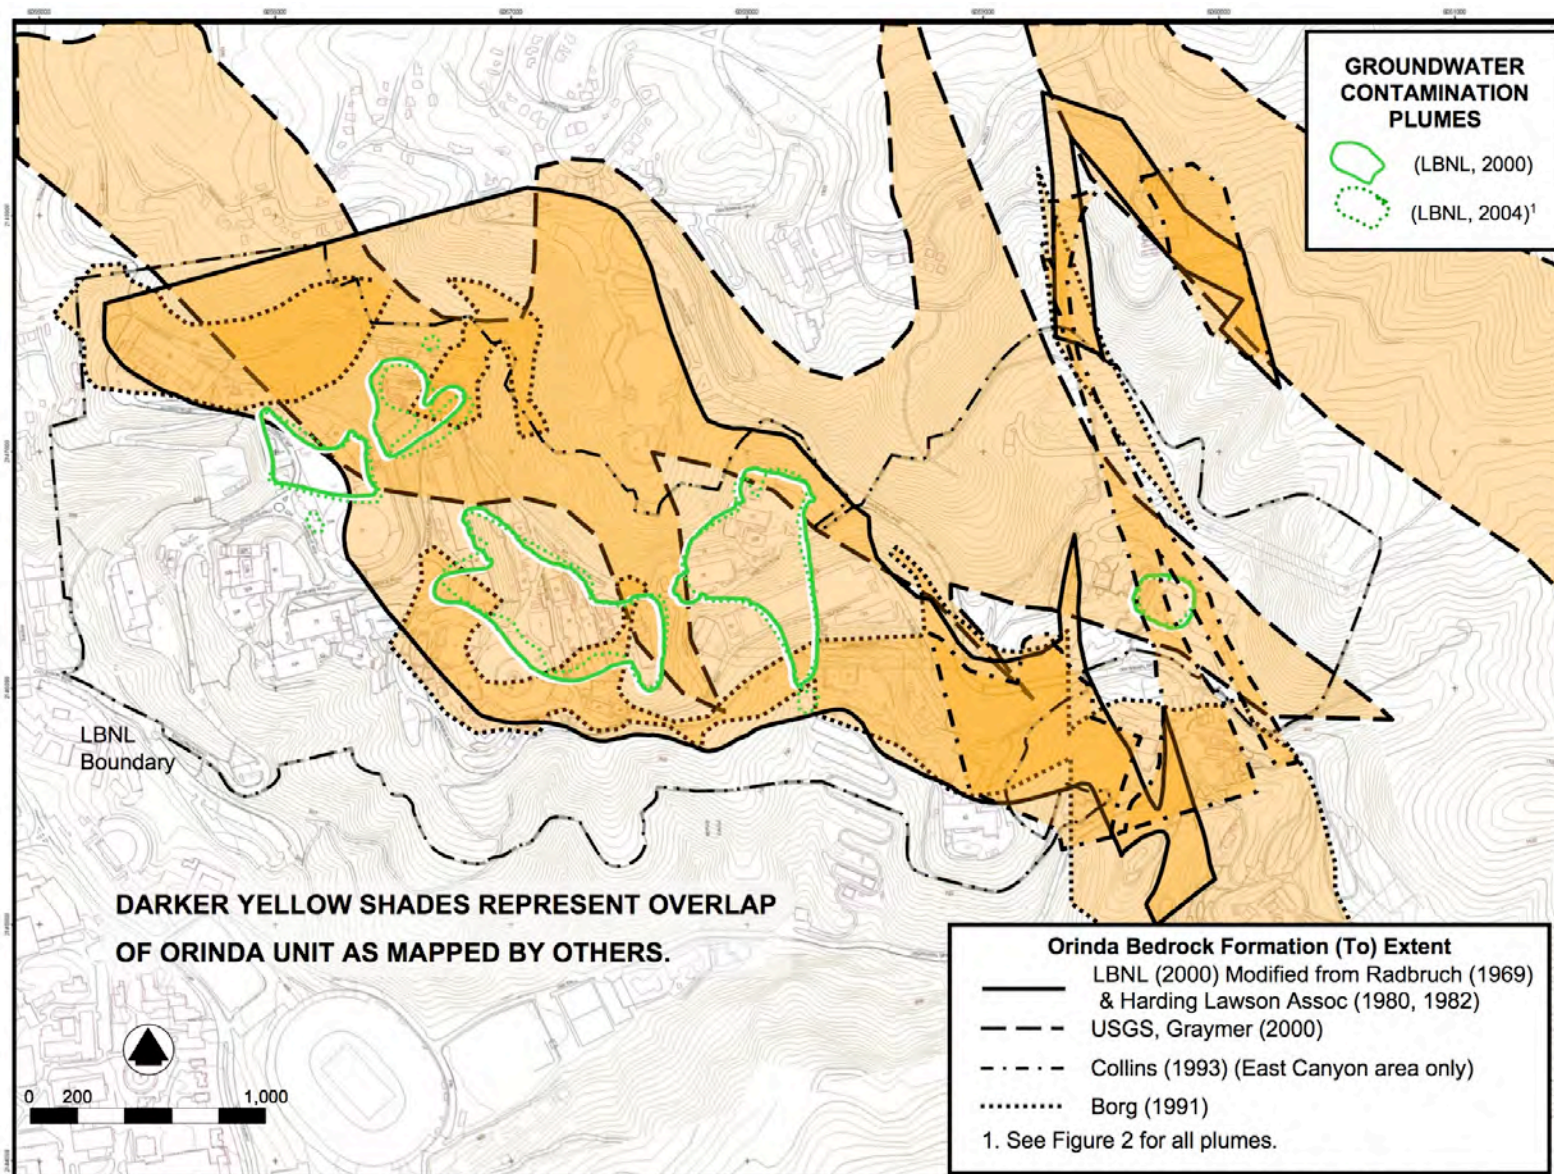 GROUNDWATER
CONTAMINATION
PLUMES
(LBNL, 2000)
(LBNL, 2004)¹
LBNL
Boundary
DARKER YELLOW SHADES REPRESENT OVERLAP
OF ORINDA UNIT AS MAPPED BY OTHERS.
0 200 1,000
Orinda Bedrock Formation (To) Extent
LBNL (2000) Modified from Radbruch (1969)
& Harding Lawson Assoc (1980, 1982)
USGS, Graymer (2000)
Collins (1993) (East Canyon area only)
Borg (1991)
1. See Figure 2 for all plumes.